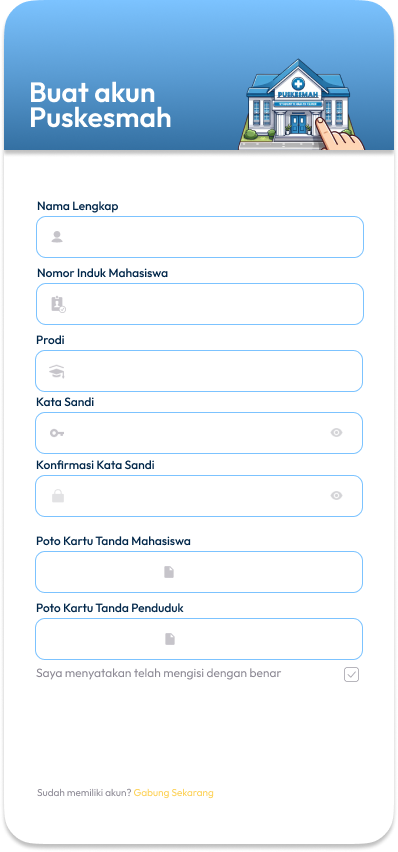 Buat akun
Puskesmah
PUSKESMAH
Nama Lengkap
Nomor Induk Mahasiswa
Prodi
Kata Sandi
Konfirmasi Kata Sandi
Poto Kartu Tanda Mahasiswa
Poto Kartu Tanda Penduduk
Saya menyatakan telah mengisi dengan benar
Sudah memiliki akun? Gabung Sekarang